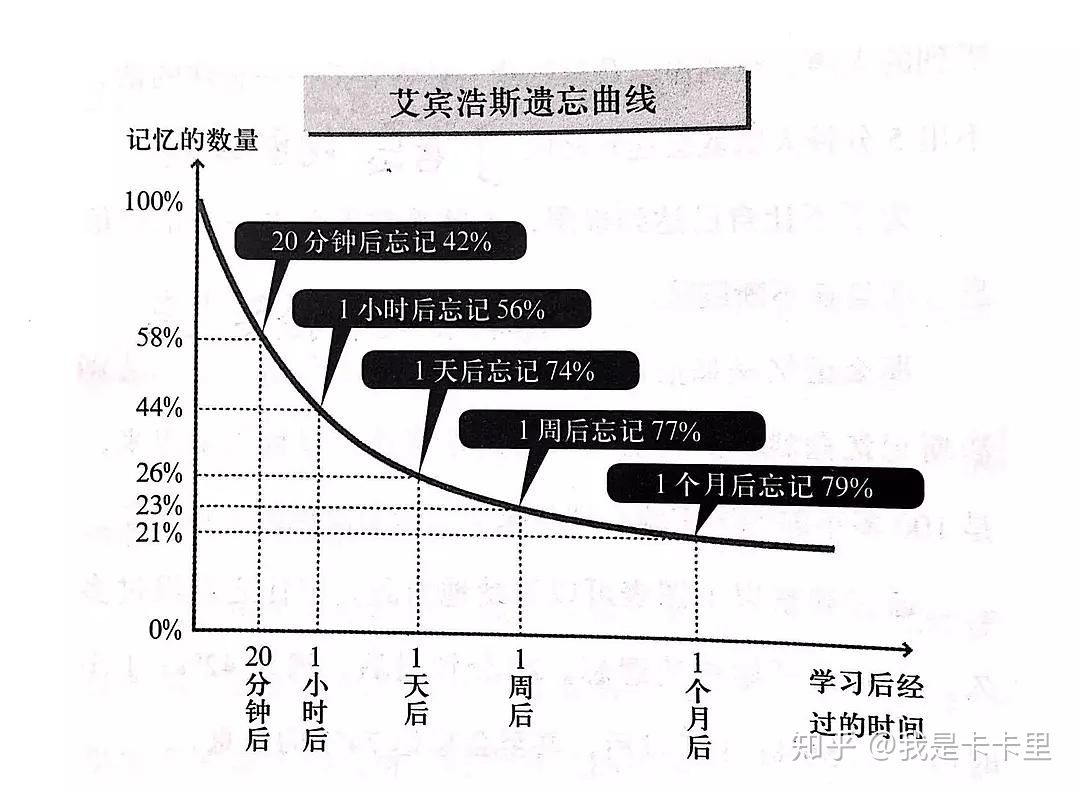 艾宾浩斯遗忘曲线
记忆的数量
100%
20 分钟后忘记 42%
1 小时后忘记 56%
58%
1 天后忘记 74%
44%
1 周后忘记 77%
26%
1 个月后忘记 79%
23%
21%
0%
20分钟后
1小时后
1天后
1周后
1个月后
学习后经
过的时间
知乎 @我是卡卡里